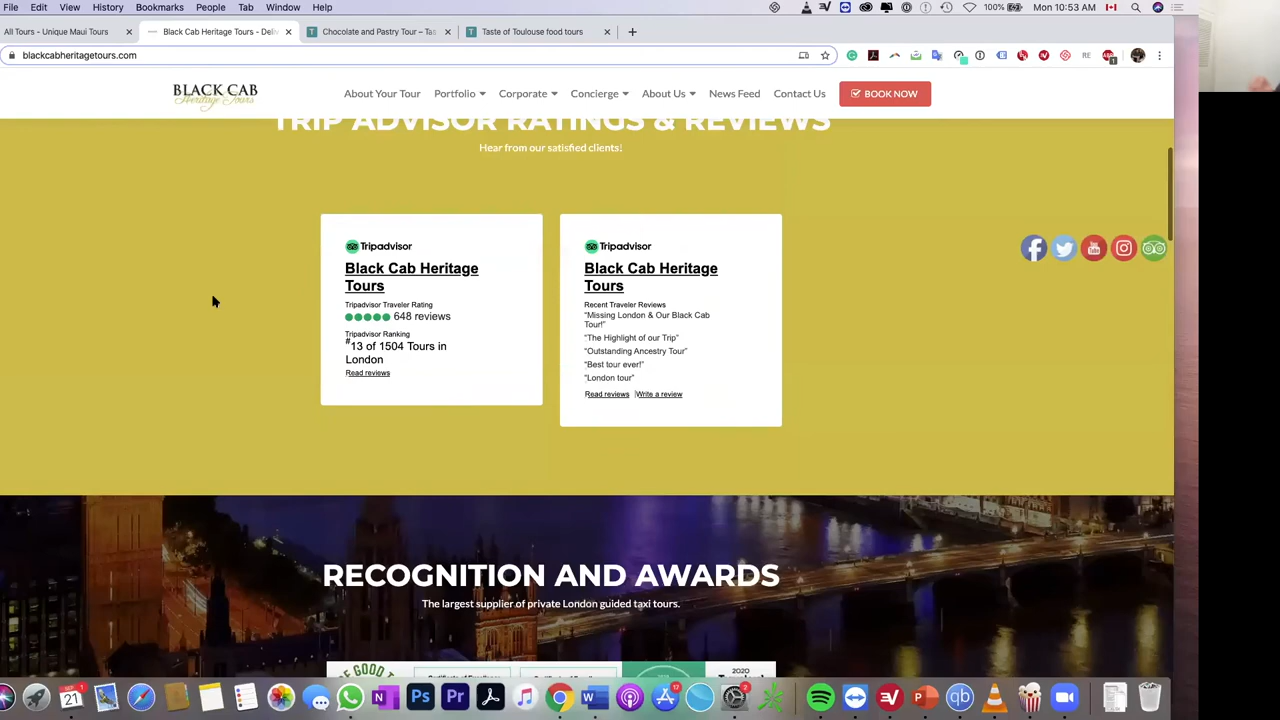 File Edit View History Bookmarks People Tab Window Help 100% Mon 10:53 AM
All Tours - Unique Maui Tours Black Cab Heritage Tours - Deli Chocolate and Pastry Tour – Tas Taste of Toulouse food tours
blackcabheritagetours.com
BLACK CAB
Heritage Tours
About Your Tour Portfolio Corporate Concierge About Us News Feed Contact Us BOOK NOW
TRIP ADVISOR RATINGS & REVIEWS
Hear from our satisfied clients!
Tripadvisor
Black Cab Heritage
Tours
Tripadvisor Traveler Rating
648 reviews
Tripadvisor Ranking
#13 of 1504 Tours in
London
Read reviews
Tripadvisor
Black Cab Heritage
Tours
Recent Traveler Reviews
“Missing London & Our Black Cab
Tour!”
“The Highlight of our Trip”
“Outstanding Ancestry Tour”
“Best tour ever!”
“London tour”
Read reviews Write a review
RECOGNITION AND AWARDS
The largest supplier of private London guided taxi tours.
2020